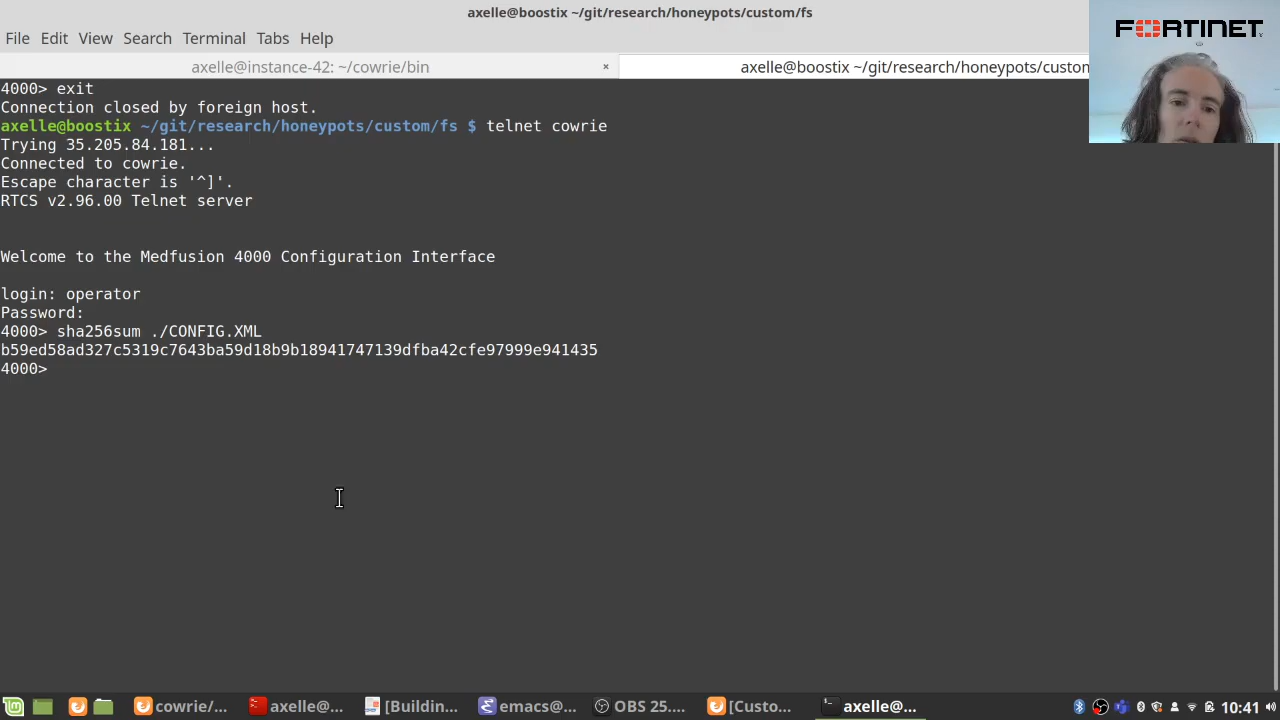 axelle@boostix ~/git/research/honeypots/custom/fs
File Edit View Search Terminal Tabs Help
FORTINET
axelle@instance-42: ~/cowrie/bin × axelle@boostix ~/git/research/honeypots/custom
4000> exit
Connection closed by foreign host.
axelle@boostix ~/git/research/honeypots/custom/fs $ telnet cowrie
Trying 35.205.84.181...
Connected to cowrie.
Escape character is '^]'.
RTCS v2.96.00 Telnet server
Welcome to the Medfusion 4000 Configuration Interface
login: operator
Password:
4000> sha256sum ./CONFIG.XML
b59ed58ad327c5319c7643ba59d18b9b18941747139dfba42cfe97999e941435
4000>
cowrie/... axelle@... [Buildin... emacs@... OBS 25.... [Custo... axelle@... 10:41